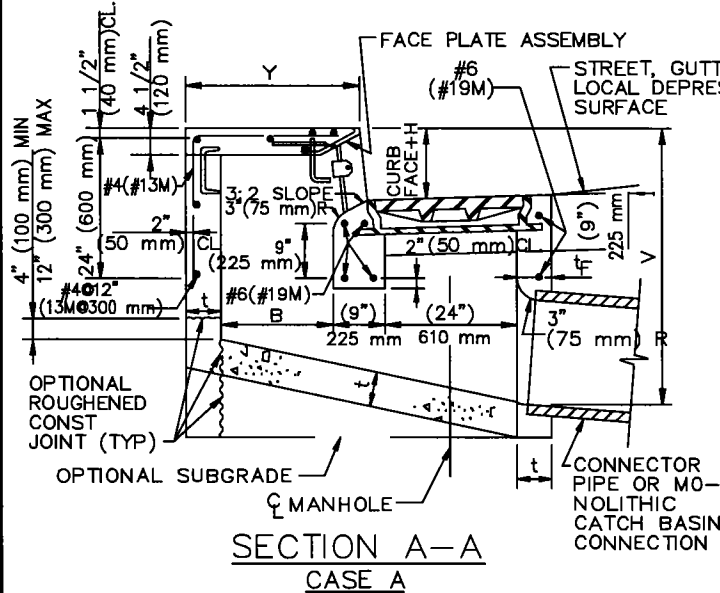 1 1/2"
(40 mm)CL.
4 1/2"
(120 mm)
Y
FACE PLATE ASSEMBLY
#6
(#19M)
STREET, GUTT
LOCAL DEPRES
SURFACE
4" (100 mm) MIN
12" (300 mm) MAX
24" (600 mm)
#4(#13M)
CURB
FACE+H
3:2 SLOPE
3"(75 mm)R
2"
(50 mm)CL
9"
(225 mm)
2"(50 mm)CL
(9")
225 mm
V
#4@12"
(13M@300 mm)
#6(#19M)
tF
t
B
(9")
225 mm
(24")
610 mm
3"
(75 mm) R
OPTIONAL
ROUGHENED
CONST
JOINT (TYP)
t
OPTIONAL SUBGRADE
℄ MANHOLE
t
CONNECTOR
PIPE OR MO-
NOLITHIC
CATCH BASIN
CONNECTION
SECTION A-A
CASE A